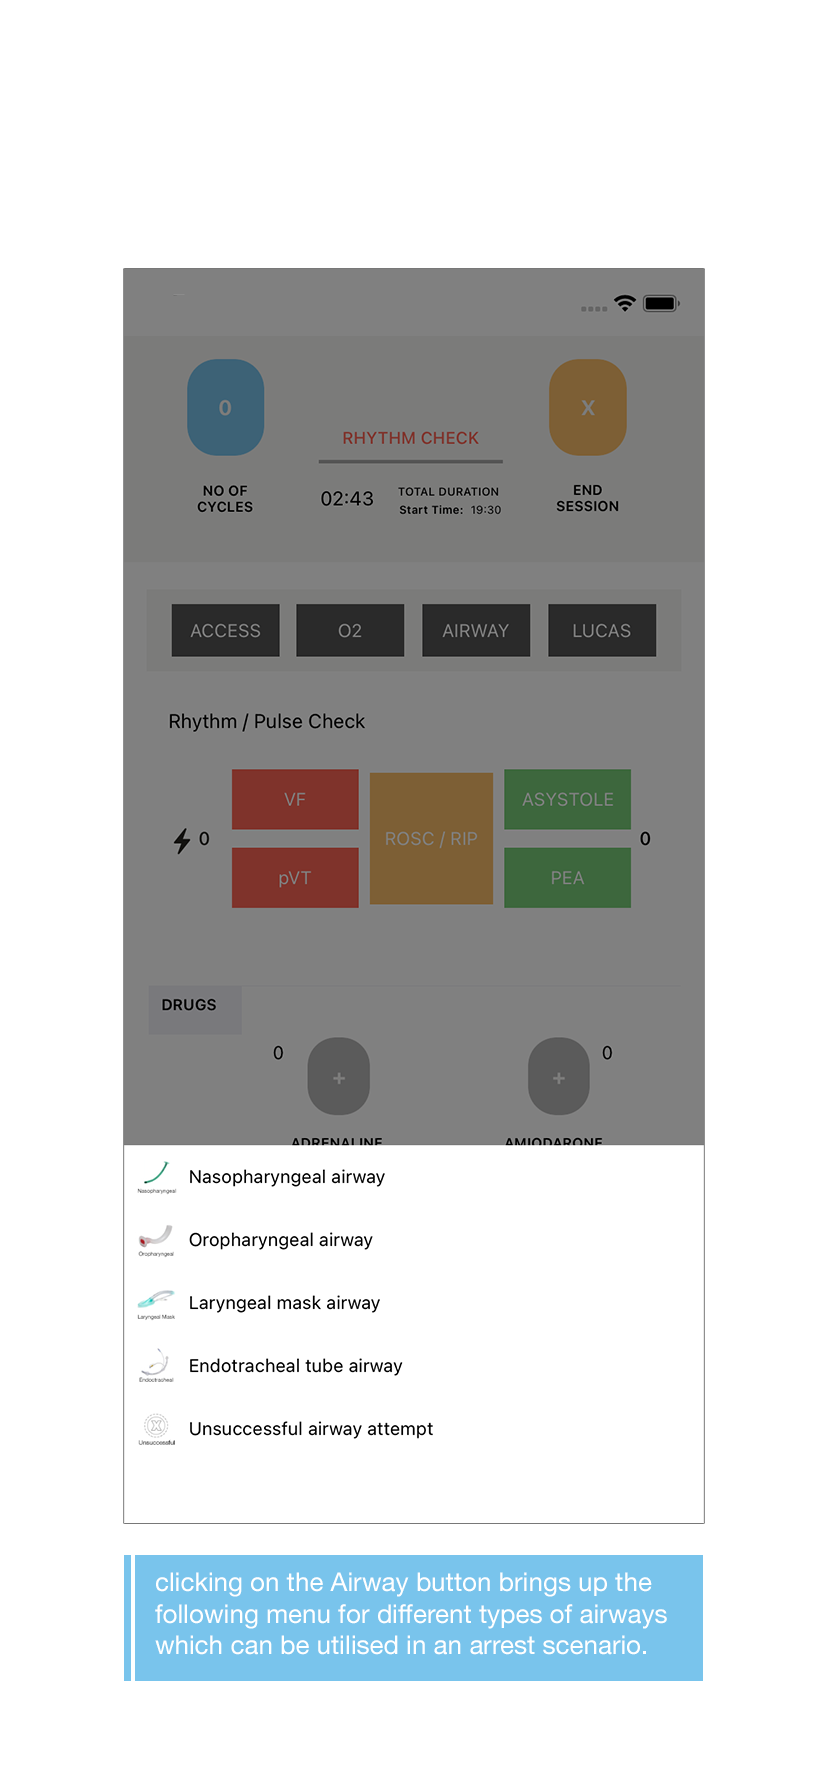 0
X
RHYTHM CHECK
NO OF
CYCLES
02:43
TOTAL DURATION
Start Time: 19:30
END
SESSION
ACCESS
O2
AIRWAY
LUCAS
Rhythm / Pulse Check
VF
ASYSTOLE
0
ROSC / RIP
0
pVT
PEA
DRUGS
0
+
+
0
ADRENALINE
AMIODARONE
Nasopharyngeal
Nasopharyngeal airway
Oropharyngeal
Oropharyngeal airway
Laryngeal Mask
Laryngeal mask airway
Endotracheal
Endotracheal tube airway
X
Unsuccessful
Unsuccessful airway attempt
clicking on the Airway button brings up the
following menu for different types of airways
which can be utilised in an arrest scenario.